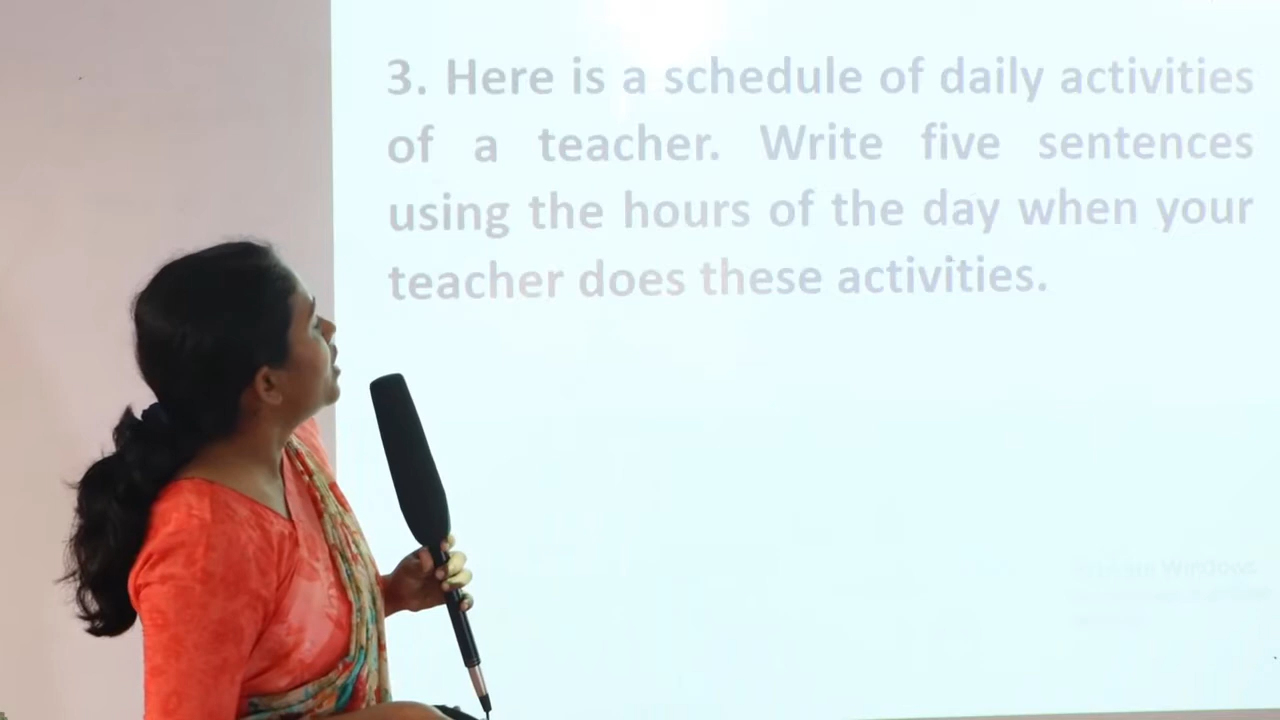 3. Here is a schedule of daily activities
of a teacher. Write five sentences
using the hours of the day when your
teacher does these activities.
Windows